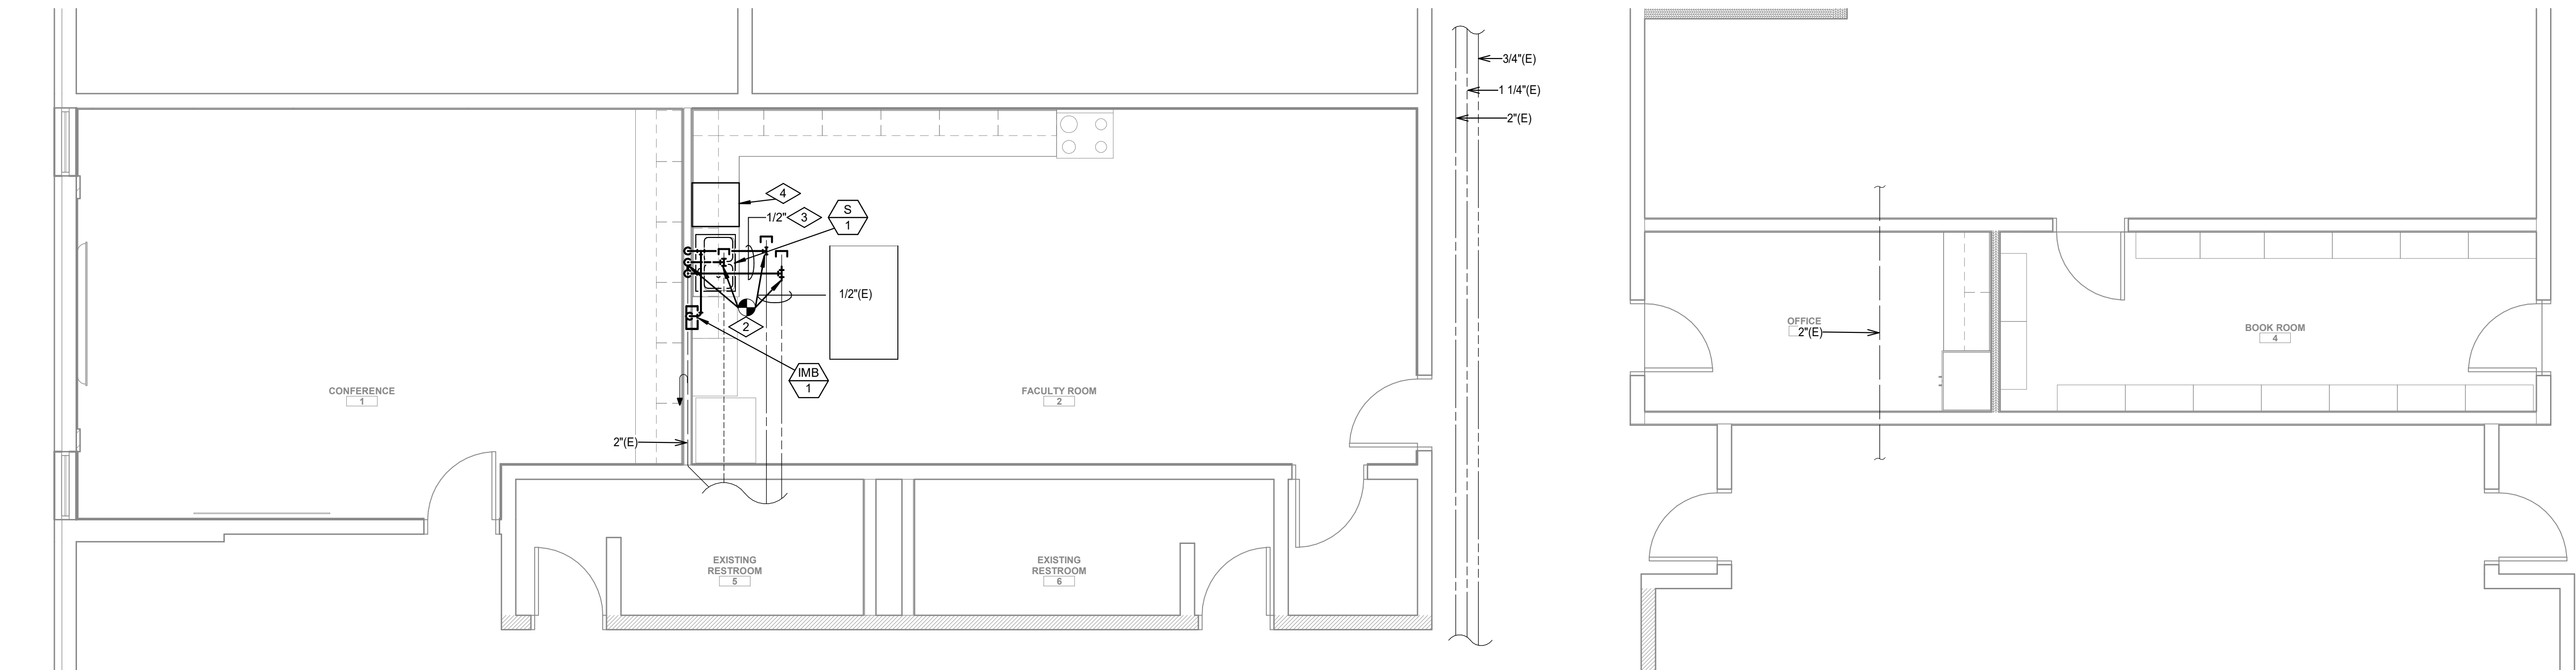 3/4"(E)
1 1/4"(E)
2"(E)
4
1/2"
3
S
1
1/2"(E)
2
IMB
1
2"(E)
CONFERENCE
1
FACULTY ROOM
2
OFFICE
2"(E)
BOOK ROOM
4
EXISTING
RESTROOM
5
EXISTING
RESTROOM
6